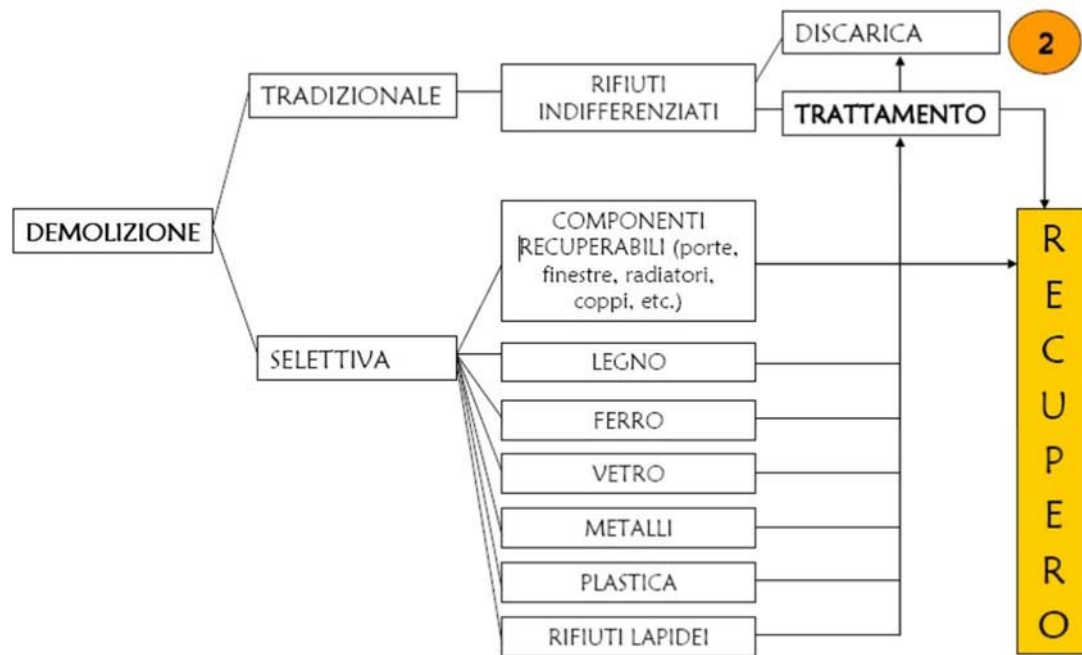 DISCARICA
2
TRADIZIONALE
RIFIUTI
INDIFFERENZIATI
TRATTAMENTO
DEMOLIZIONE
COMPONENTI
RECUPERABILI (porte,
finestre, radiatori,
coppi, etc.)
SELETTIVA
LEGNO
FERRO
VETRO
METALLI
PLASTICA
RIFIUTI LAPIDEI
R
E
C
U
P
E
R
O